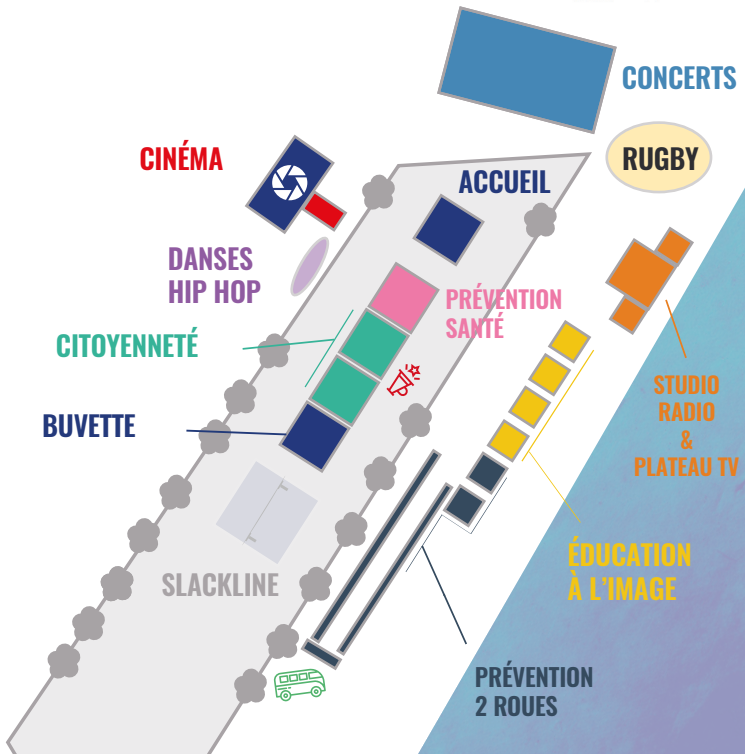 CONCERTS
CINÉMA
RUGBY
ACCUEIL
DANSES
HIP HOP
PRÉVENTION
SANTÉ
CITOYENNETÉ
STUDIO
RADIO
&
PLATEAU TV
BUVETTE
ÉDUCATION
À L'IMAGE
SLACKLINE
PRÉVENTION
2 ROUES